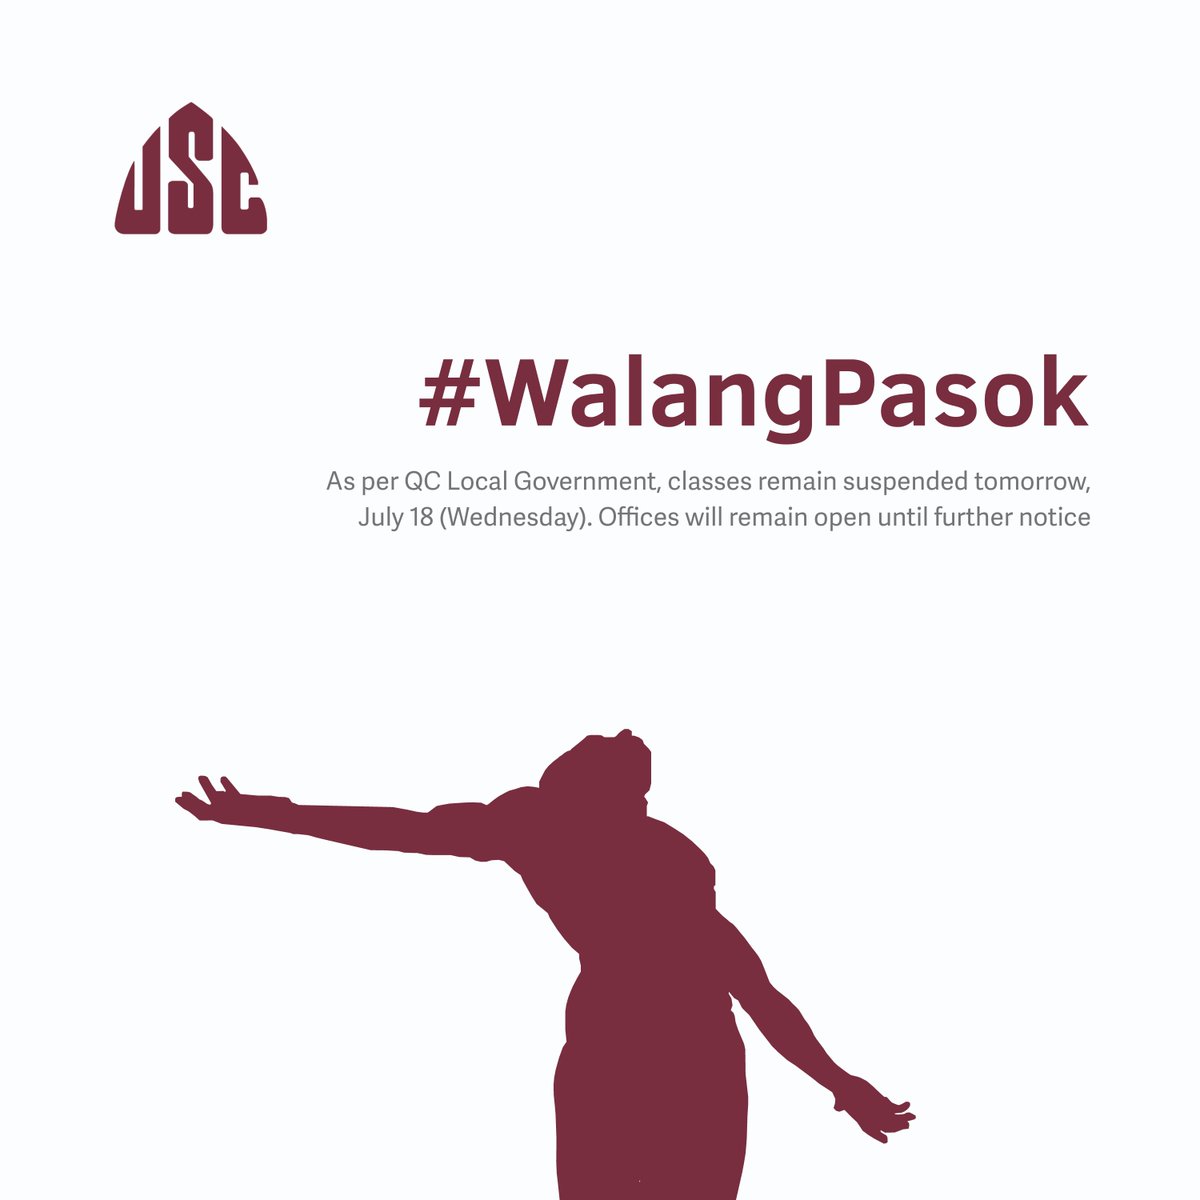 USC
#WalangPasok
As per QC Local Government, classes remain suspended tomorrow,
July 18 (Wednesday). Offices will remain open until further notice